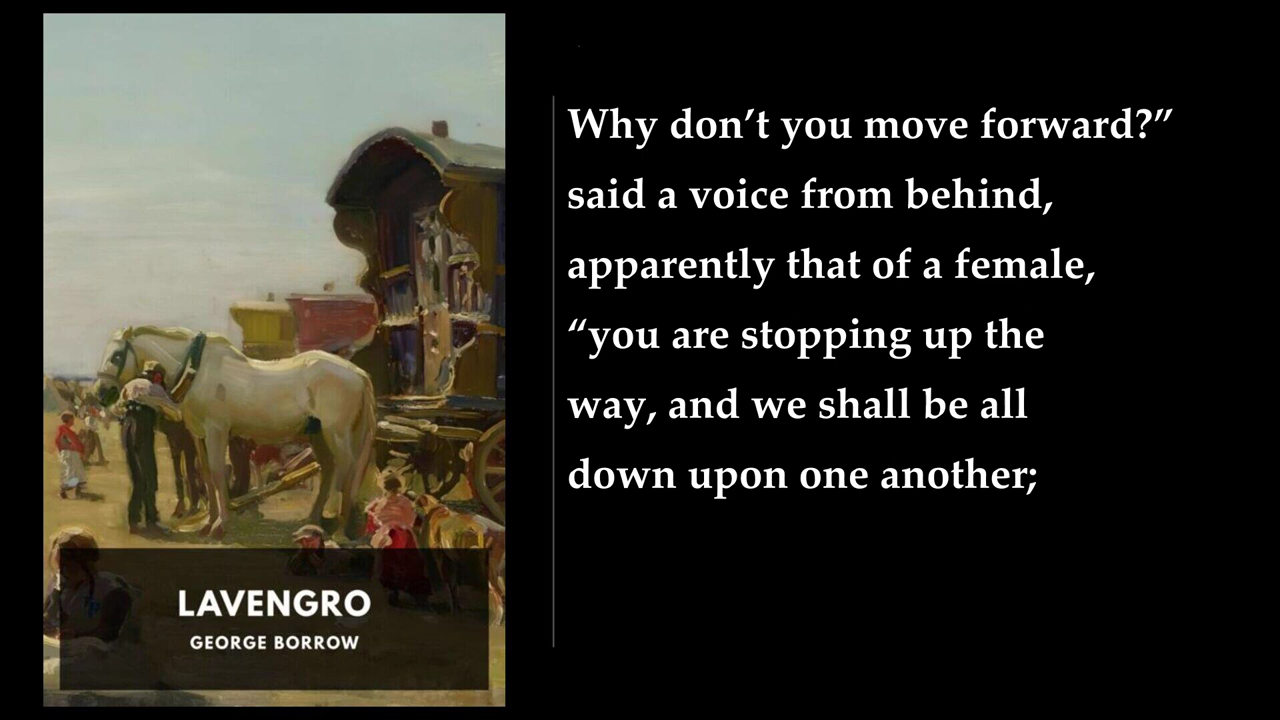 LAVENGRO
GEORGE BORROW
Why don’t you move forward?”
said a voice from behind,
apparently that of a female,
“you are stopping up the
way, and we shall be all
down upon one another;